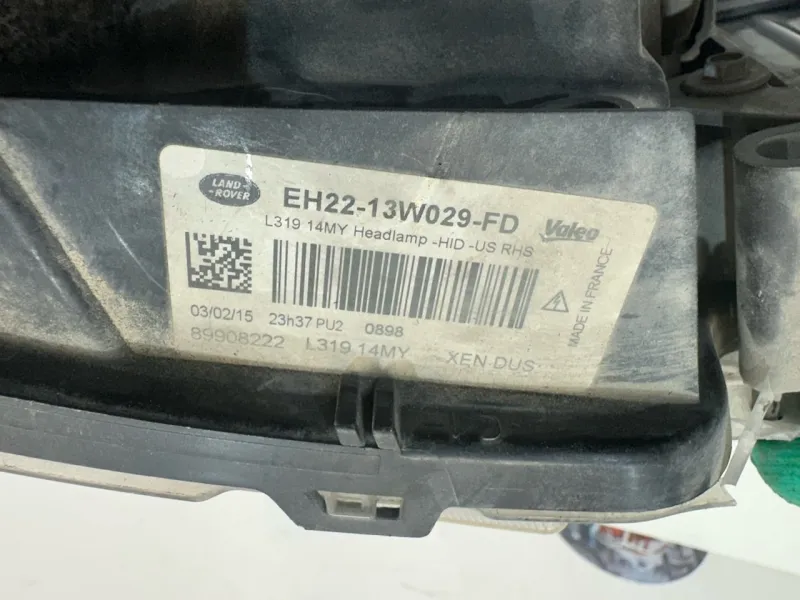 LAND-
-ROVER
EH22-13W029-FD
Valeo
L319 14MY Headlamp -HID -US RHS
MADE IN FRANCE
03/02/15 23h37 PU2 0898
89908222 L319 14MY XEN DUS